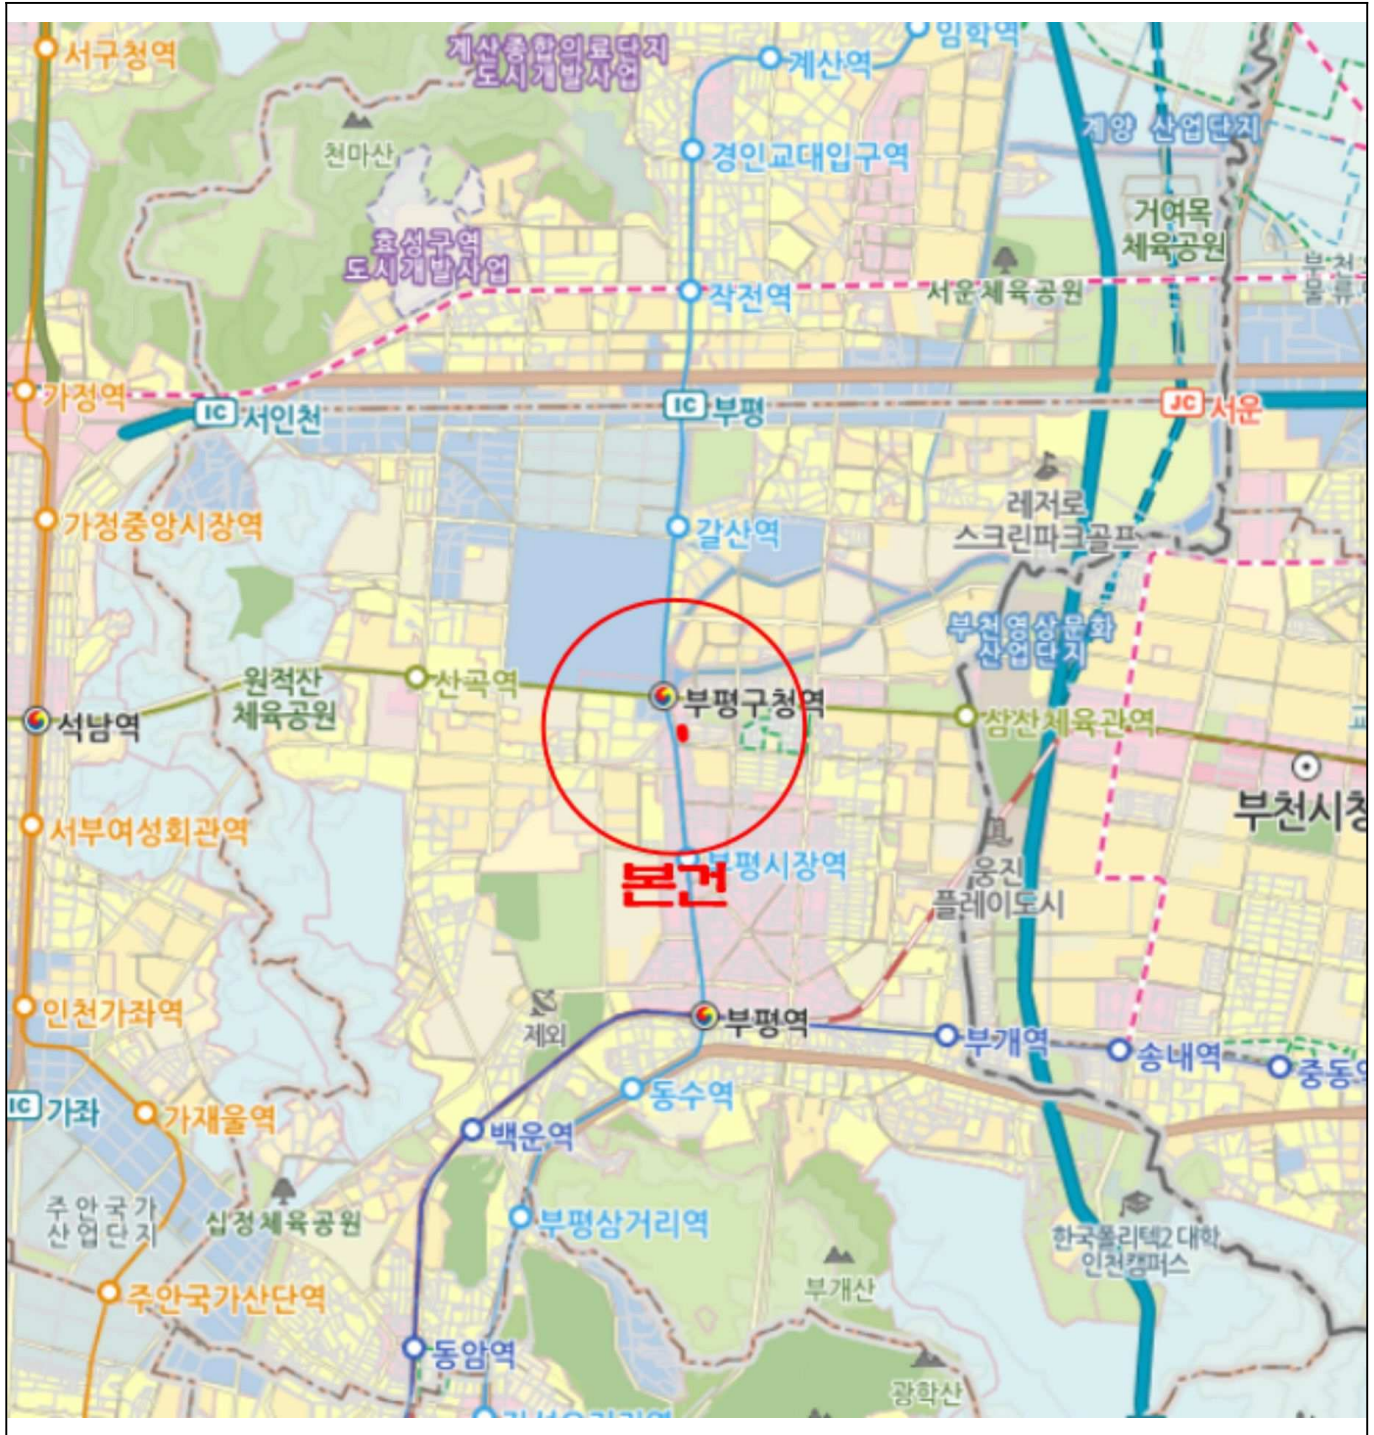 서구청역
계산종합의료단지
도시개발사업
계산역
임학역
천마산
경인교대입구역
계양 산업단지
거여목
체육공원
효성구역
도시개발사업
작전역
서운체육공원
부천
물류
가정역
IC 서인천
IC 부평
JC 서운
가정중앙시장역
갈산역
레저로
스크린파크골프
부천영상문화
산업단지
원적산
체육공원
산곡역
부평구청역
삼산체육관역
석남역
부천시청
서부여성회관역
부평시장역
본건
웅진
플레이도시
인천가좌역
제외
부평역
부개역
송내역
중동역
IC 가좌
가재울역
동수역
백운역
주안국가
산업단지
십정체육공원
부평삼거리역
한국폴리텍2대학
인천캠퍼스
부개산
주안국가산단역
동암역
광학산